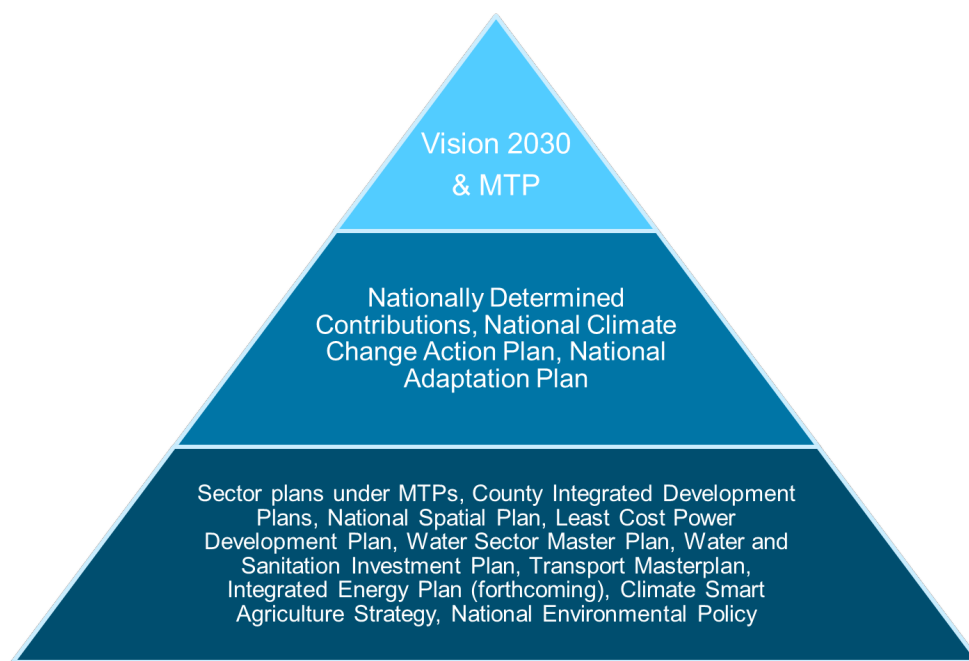 Vision 2030
& MTP
Nationally Determined
Contributions, National Climate
Change Action Plan, National
Adaptation Plan
Sector plans under MTPs, County Integrated Development
Plans, National Spatial Plan, Least Cost Power
Development Plan, Water Sector Master Plan, Water and
Sanitation Investment Plan, Transport Masterplan,
Integrated Energy Plan (forthcoming), Climate Smart
Agriculture Strategy, National Environmental Policy